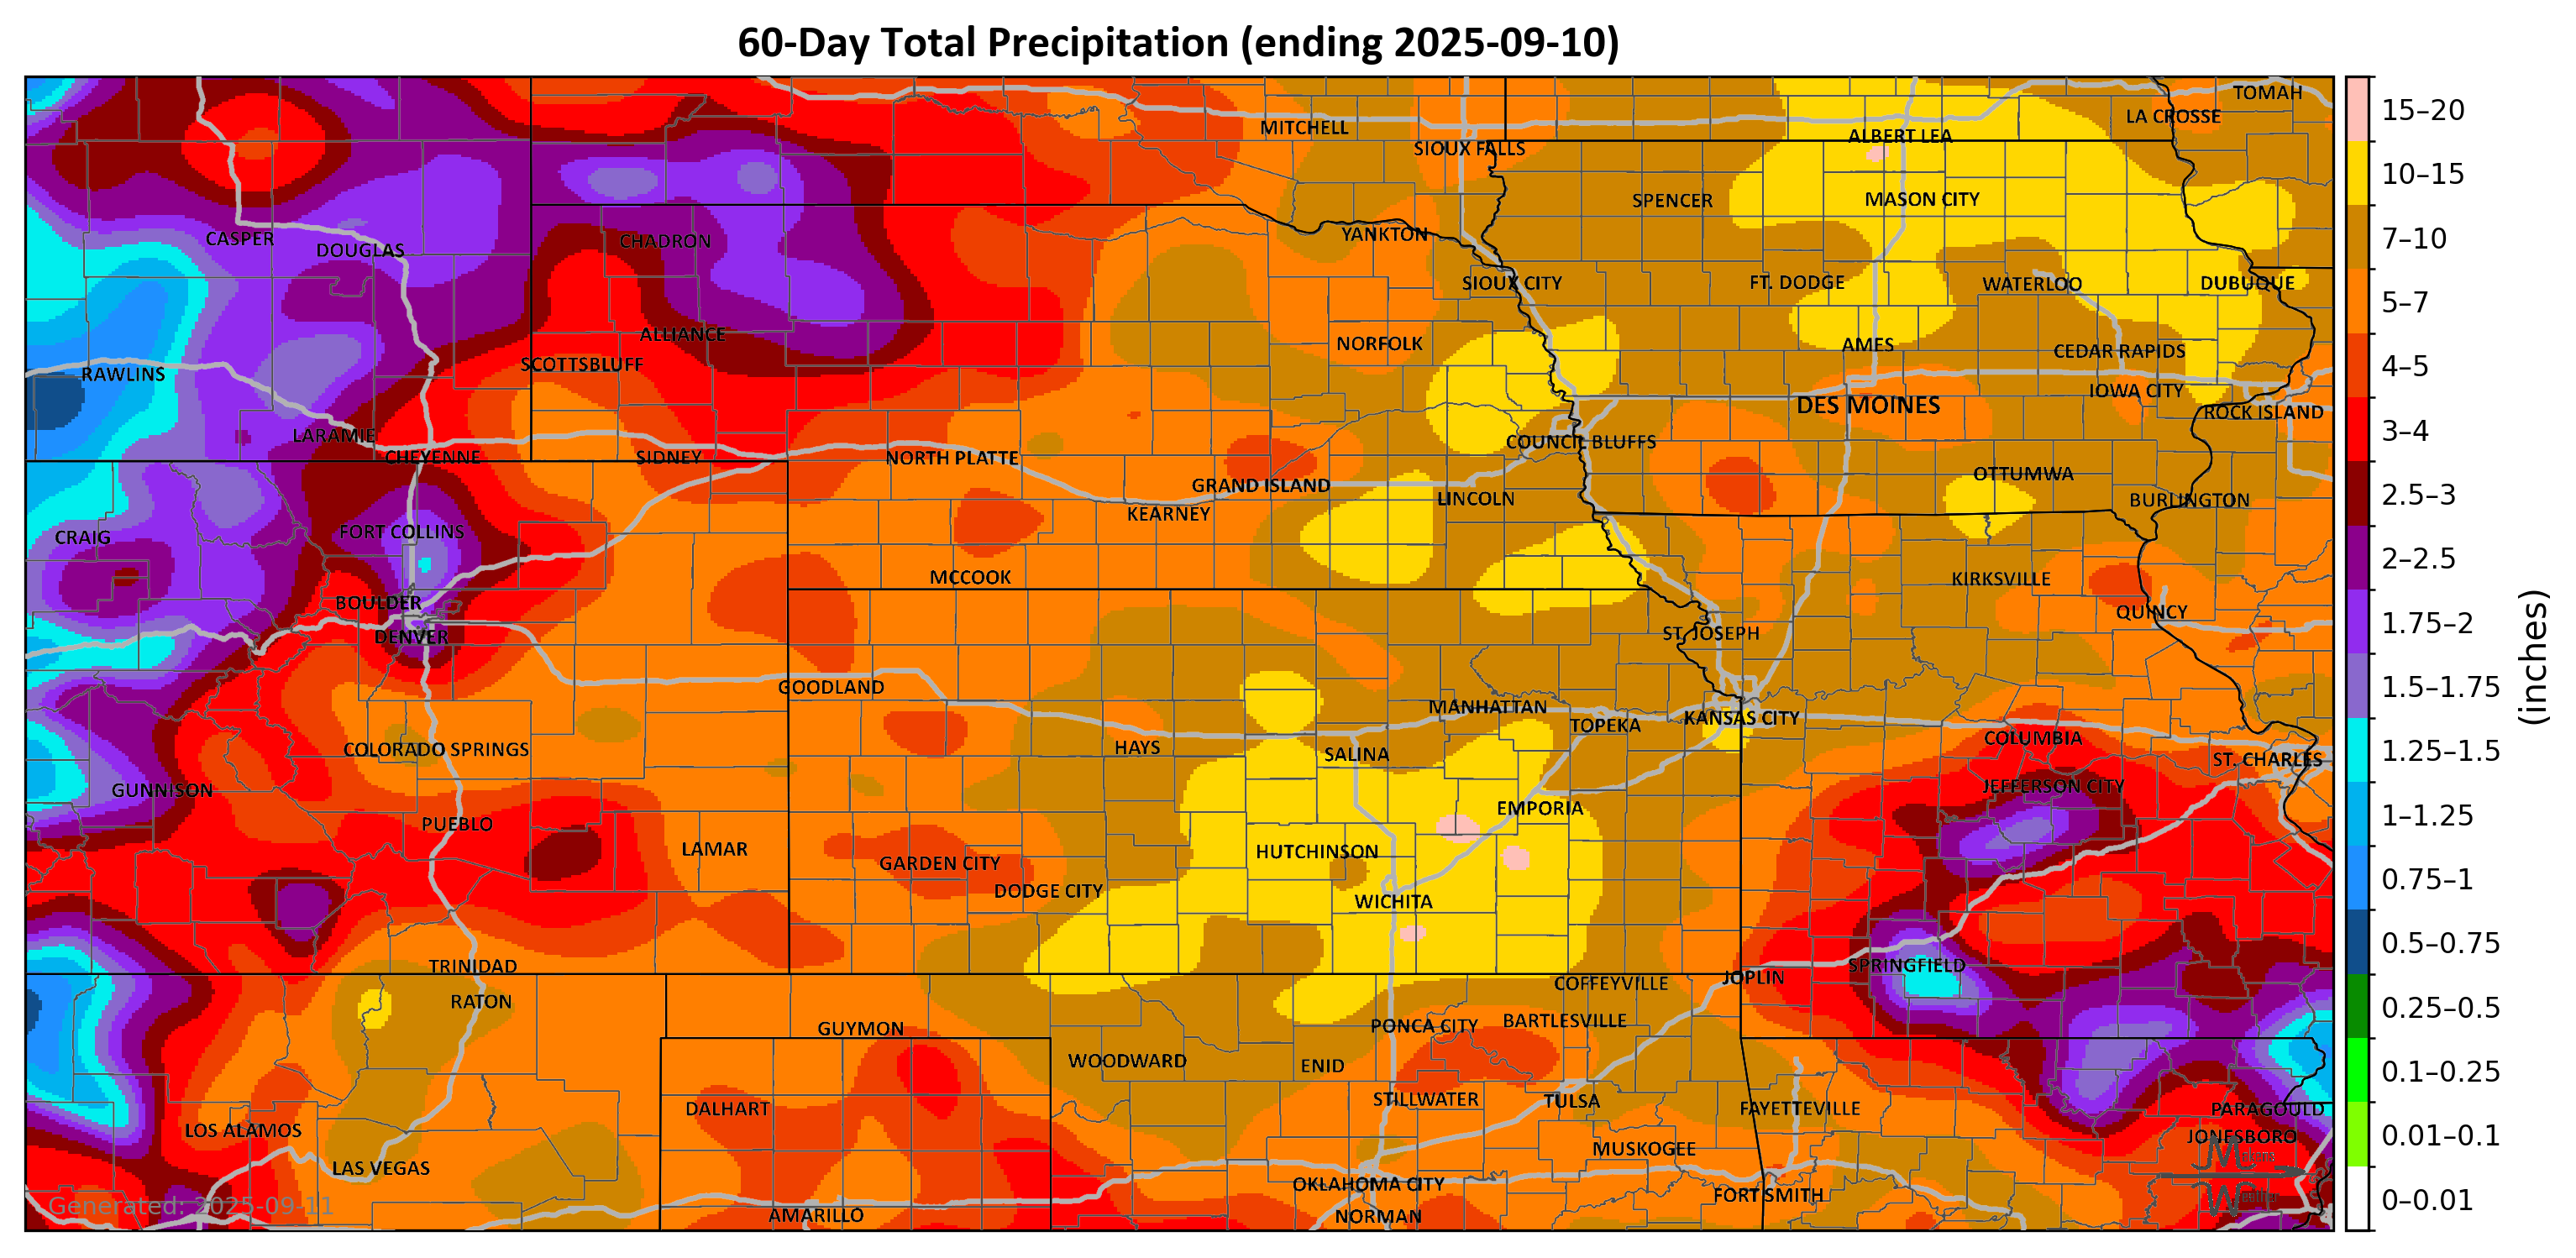 60-Day Total Precipitation (ending 2025-09-10)
TOMAH
LA CROSSE
MITCHELL
ALBERT LEA
SIOUX FALLS
SPENCER
MASON CITY
YANKTON
CASPER
CHADRON
DOUGLAS
SIOUX CITY
FT. DODGE
WATERLOO
DUBUQUE
ALLIANCE
NORFOLK
AMES
CEDAR RAPIDS
SCOTTSBLUFF
RAWLINS
IOWA CITY
DES MOINES
ROCK ISLAND
LARAMIE
COUNCIL BLUFFS
CHEYENNE
SIDNEY
NORTH PLATTE
OTTUMWA
GRAND ISLAND
LINCOLN
BURLINGTON
KEARNEY
FORT COLLINS
CRAIG
MCCOOK
KIRKSVILLE
BOULDER
QUINCY
DENVER
ST. JOSEPH
GOODLAND
MANHATTAN
TOPEKA
KANSAS CITY
COLUMBIA
COLORADO SPRINGS
HAYS
SALINA
ST. CHARLES
GUNNISON
JEFFERSON CITY
EMPORIA
PUEBLO
LAMAR
HUTCHINSON
GARDEN CITY
DODGE CITY
WICHITA
TRINIDAD
SPRINGFIELD
JOPLIN
COFFEYVILLE
RATON
GUYMON
PONCA CITY
BARTLESVILLE
WOODWARD
ENID
DALHART
STILLWATER
TULSA
FAYETTEVILLE
PARAGOULD
LOS ALAMOS
JONESBORO
MUSKOGEE
LAS VEGAS
OKLAHOMA CITY
FORT SMITH
AMARILLO
NORMAN
Generated: 2025-09-11
15–20
10–15
7–10
5–7
4–5
3–4
2.5–3
2–2.5
1.75–2
1.5–1.75
1.25–1.5
1–1.25
0.75–1
0.5–0.75
0.25–0.5
0.1–0.25
0.01–0.1
0–0.01
(inches)